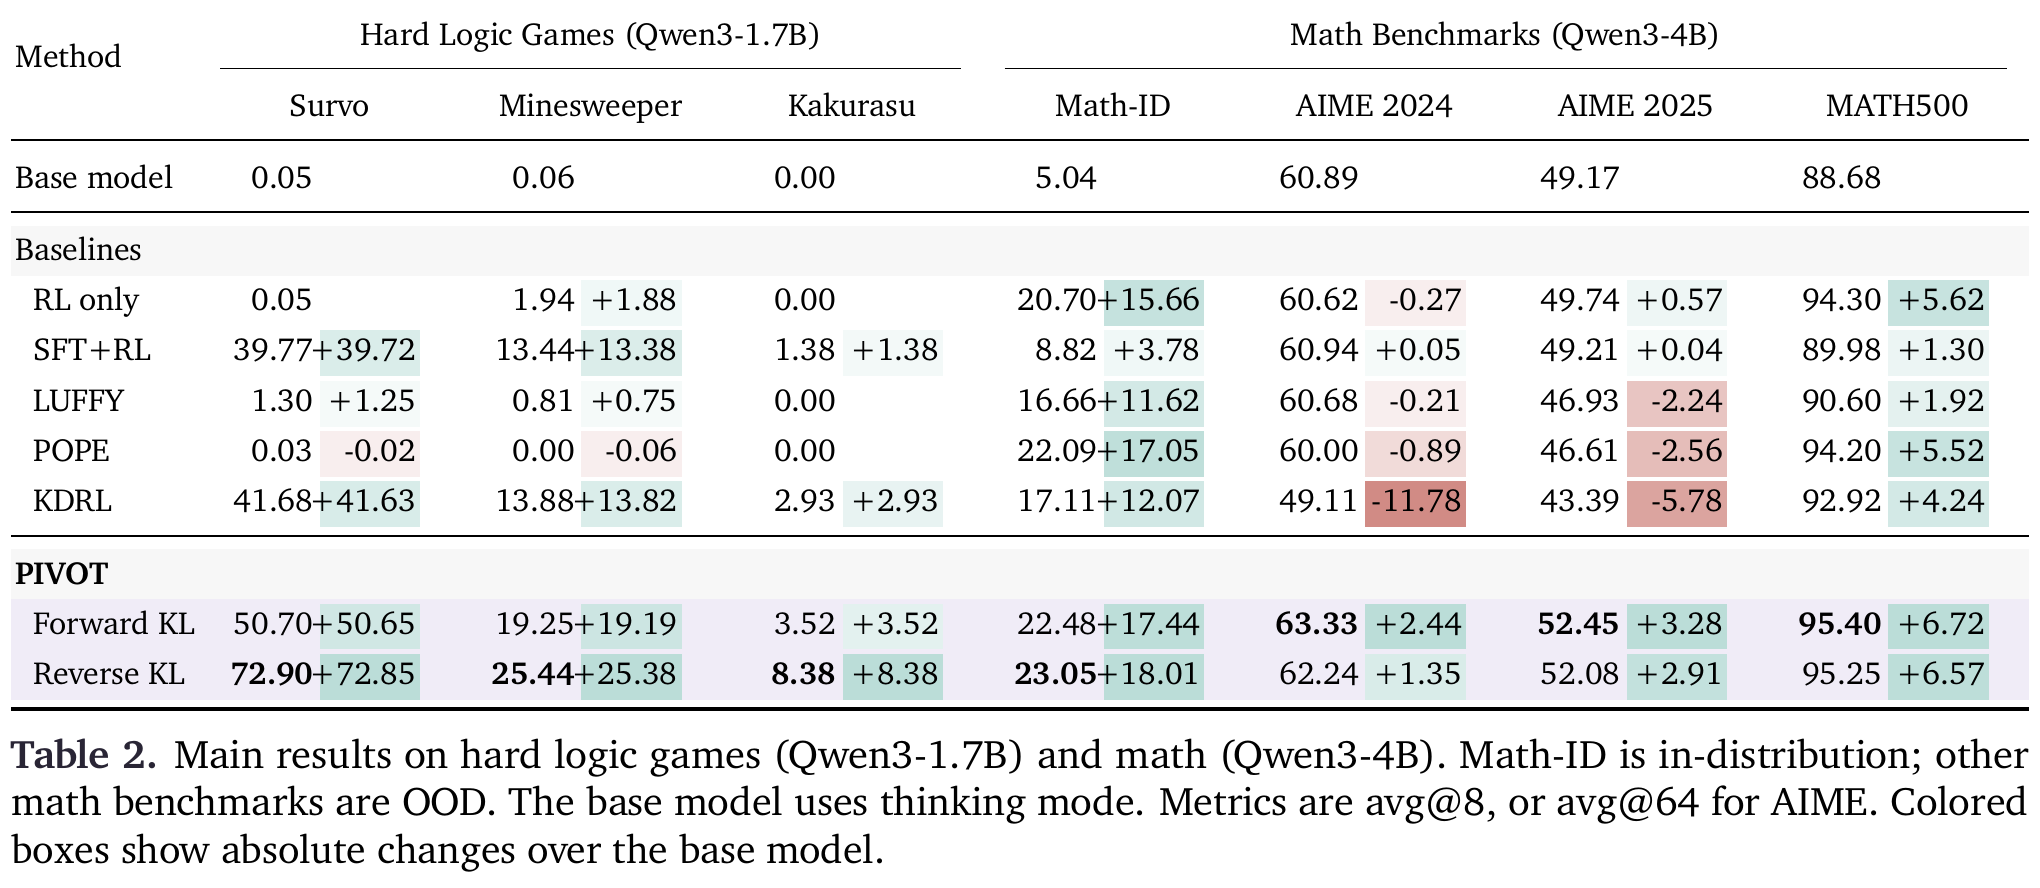 Hard Logic Games (Qwen3-1.7B) Math Benchmarks (Qwen3-4B)
Method
Survo Minesweeper Kakurasu Math-ID AIME 2024 AIME 2025 MATH500
Base model 0.05 0.06 0.00 5.04 60.89 49.17 88.68
Baselines
RL only 0.05 1.94 +1.88 0.00 20.70 +15.66 60.62 -0.27 49.74 +0.57 94.30 +5.62
SFT+RL 39.77 +39.72 13.44 +13.38 1.38 +1.38 8.82 +3.78 60.94 +0.05 49.21 +0.04 89.98 +1.30
LUFFY 1.30 +1.25 0.81 +0.75 0.00 16.66 +11.62 60.68 -0.21 46.93 -2.24 90.60 +1.92
POPE 0.03 -0.02 0.00 -0.06 0.00 22.09 +17.05 60.00 -0.89 46.61 -2.56 94.20 +5.52
KDRL 41.68 +41.63 13.88 +13.82 2.93 +2.93 17.11 +12.07 49.11 -11.78 43.39 -5.78 92.92 +4.24
PIVOT
Forward KL 50.70 +50.65 19.25 +19.19 3.52 +3.52 22.48 +17.44 63.33 +2.44 52.45 +3.28 95.40 +6.72
Reverse KL 72.90 +72.85 25.44 +25.38 8.38 +8.38 23.05 +18.01 62.24 +1.35 52.08 +2.91 95.25 +6.57
Table 2. Main results on hard logic games (Qwen3-1.7B) and math (Qwen3-4B). Math-ID is in-distribution; other
math benchmarks are OOD. The base model uses thinking mode. Metrics are avg@8, or avg@64 for AIME. Colored
boxes show absolute changes over the base model.